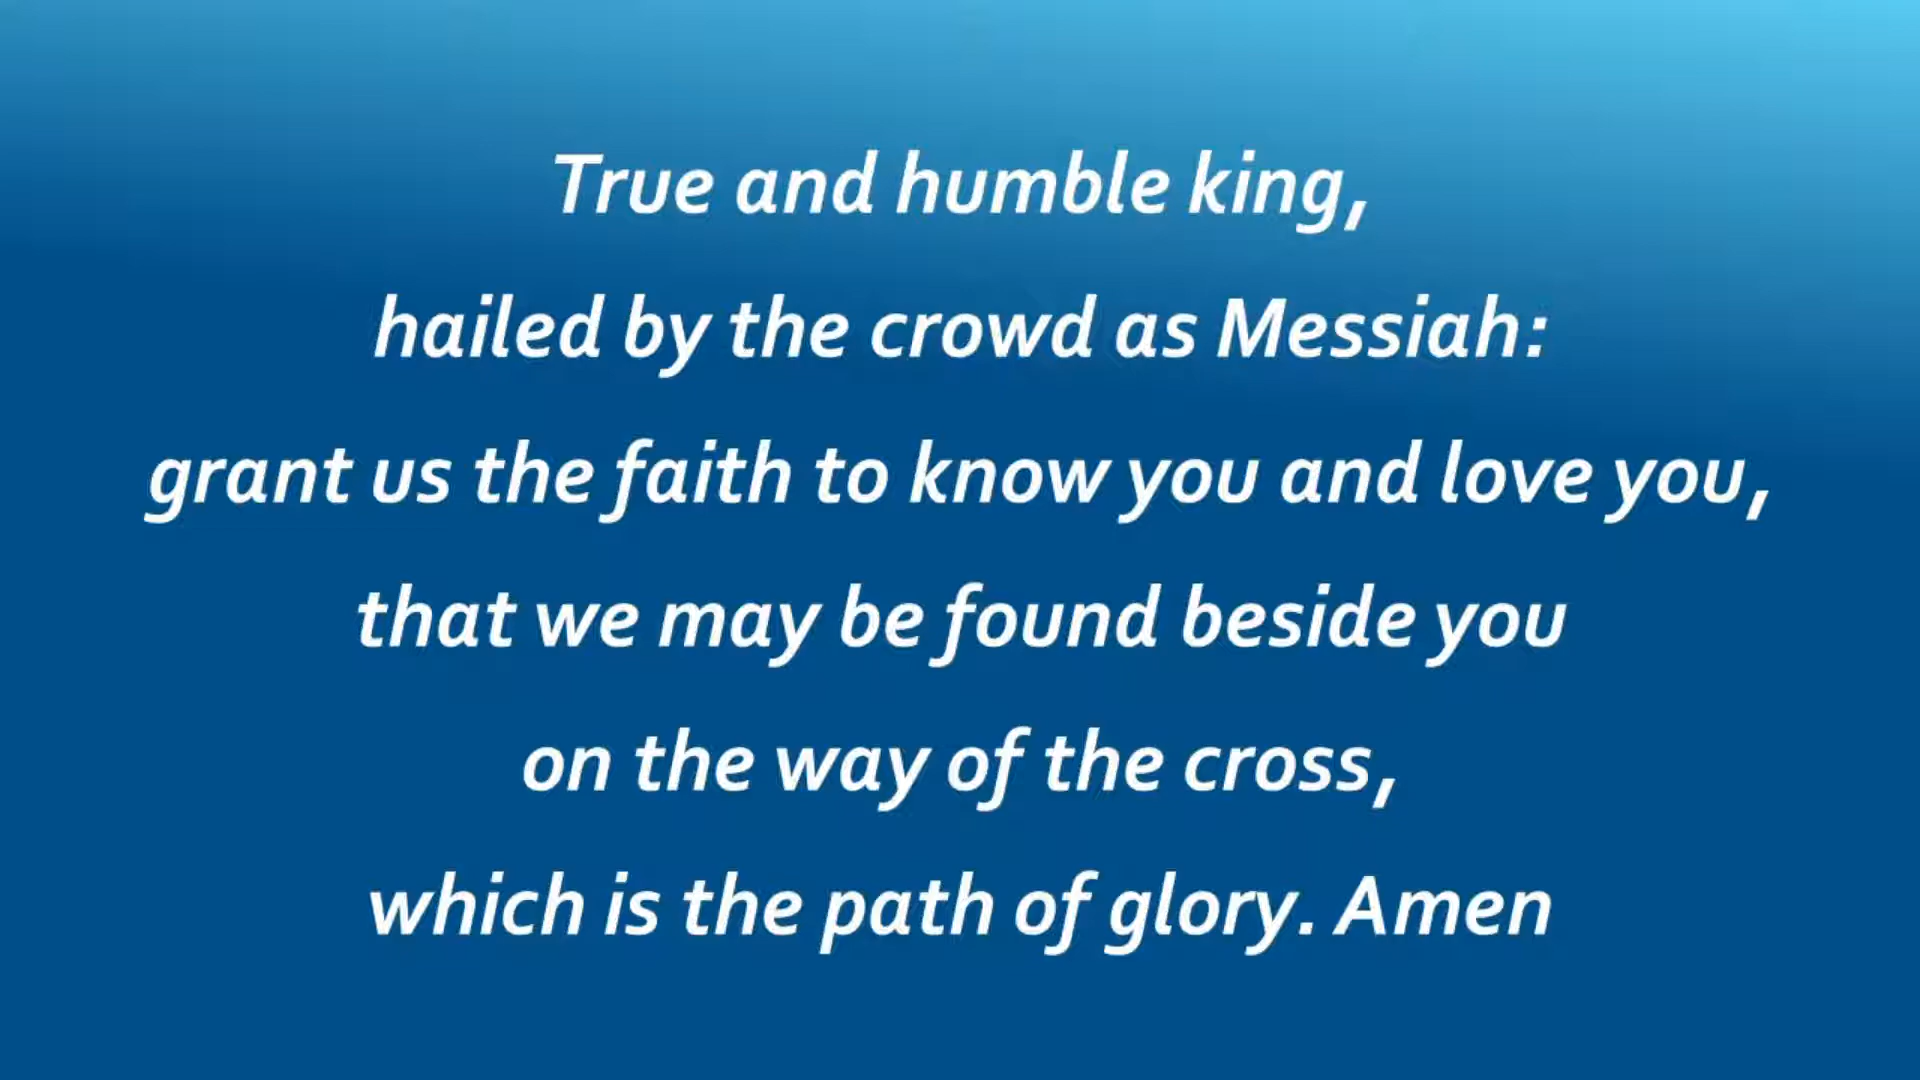 True and humble king,
hailed by the crowd as Messiah:
grant us the faith to know you and love you,
that we may be found beside you
on the way of the cross,
which is the path of glory. Amen